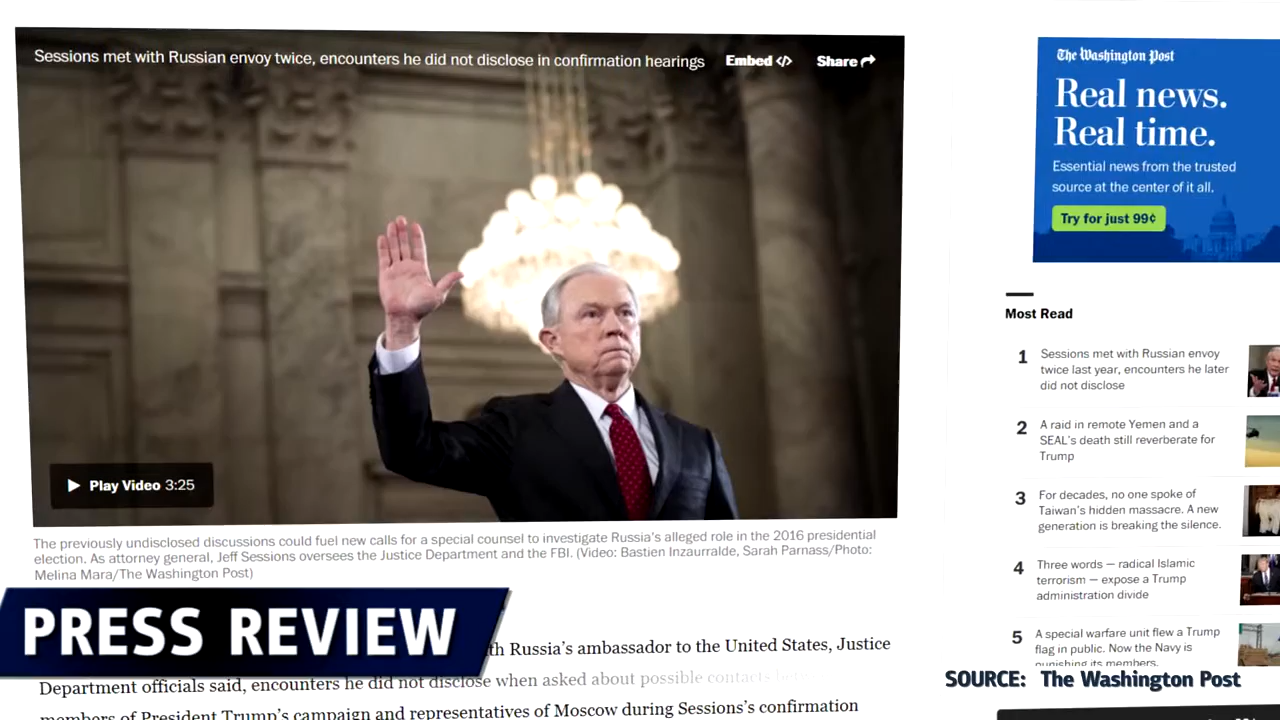 Sessions met with Russian envoy twice, encounters he did not disclose in confirmation hearings
Embed </>
Share
Play Video 3:25
The previously undisclosed discussions could fuel new calls for a special counsel to investigate Russia's alleged role in the 2016 presidential
election. As attorney general, Jeff Sessions oversees the Justice Department and the FBI. (Video: Bastien Inzaurralde, Sarah Parnass/Photo:
Melina Mara/The Washington Post)
PRESS REVIEW
th Russia's ambassador to the United States, Justice
Department officials said, encounters he did not disclose when asked about possible contacts
members of President Trump's campaign and representatives of Moscow during Sessions's confirmation
The Washington Post
Real news.
Real time.
Essential news from the trusted
source at the center of it all.
Try for just 99¢
Most Read
1
Sessions met with Russian envoy
twice last year, encounters he later
did not disclose
2
A raid in remote Yemen and a
SEAL's death still reverberate for
Trump
3
For decades, no one spoke of
Taiwan's hidden massacre. A new
generation is breaking the silence.
4
Three words — radical Islamic
terrorism — expose a Trump
administration divide
5
A special warfare unit flew a Trump
flag in public. Now the Navy is
punishing its members.
SOURCE: The Washington Post